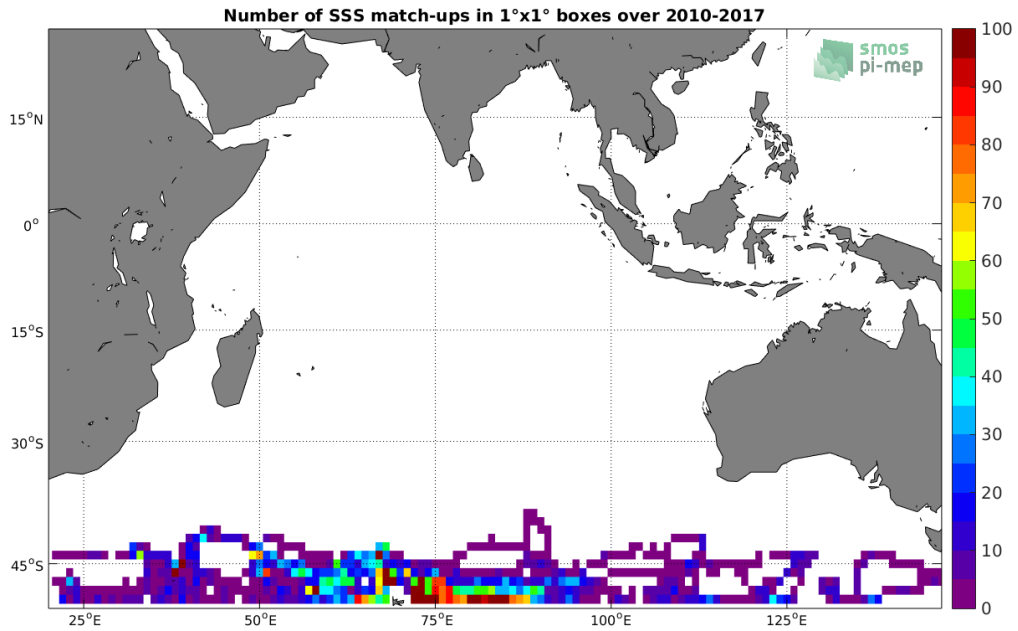 Number of SSS match-ups in 1°x1° boxes over 2010-2017
smos
pi-mep
100
90
80
70
60
50
40
30
20
10
0
15°N
0°
15°S
30°S
45°S
25°E
50°E
75°E
100°E
125°E